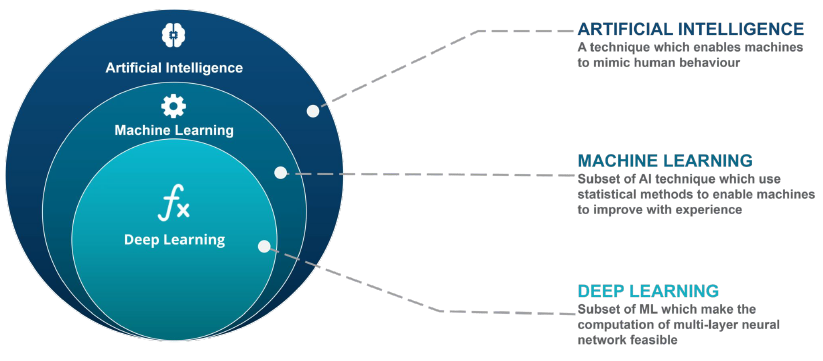 Artificial Intelligence
Machine Learning
fx
Deep Learning
ARTIFICIAL INTELLIGENCE
A technique which enables machines
to mimic human behaviour
MACHINE LEARNING
Subset of AI technique which use
statistical methods to enable machines
to improve with experience
DEEP LEARNING
Subset of ML which make the
computation of multi-layer neural
network feasible